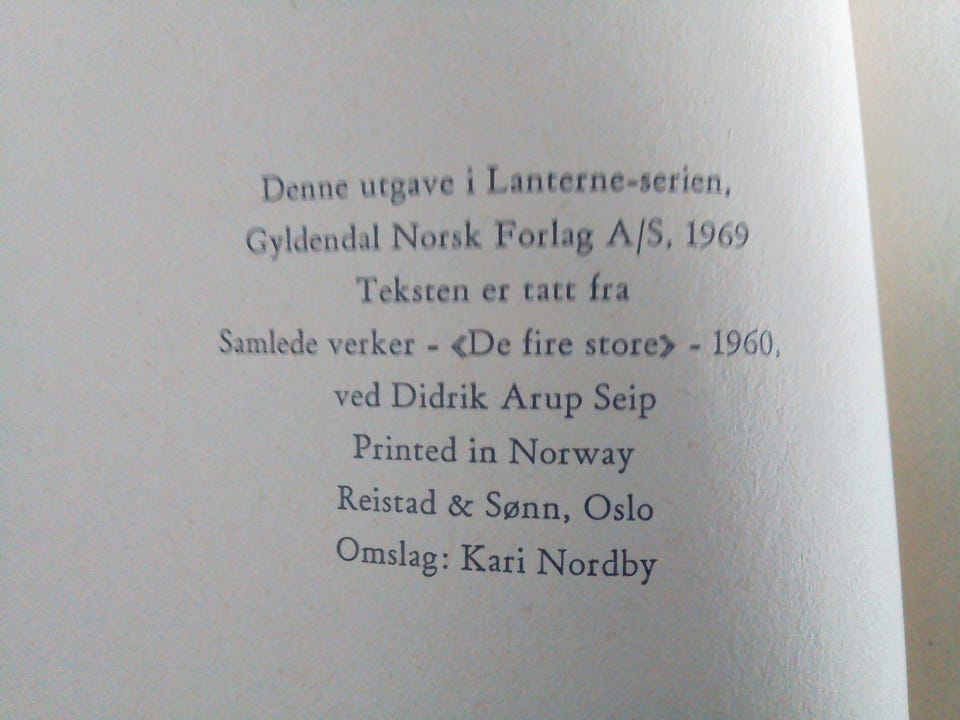 Denne utgave i Lanterne-serien,
Gyldendal Norsk Forlag A/S, 1969
Teksten er tatt fra
Samlede verker - «De fire store» - 1960,
ved Didrik Arup Seip
Printed in Norway
Reistad & Sønn, Oslo
Omslag: Kari Nordby